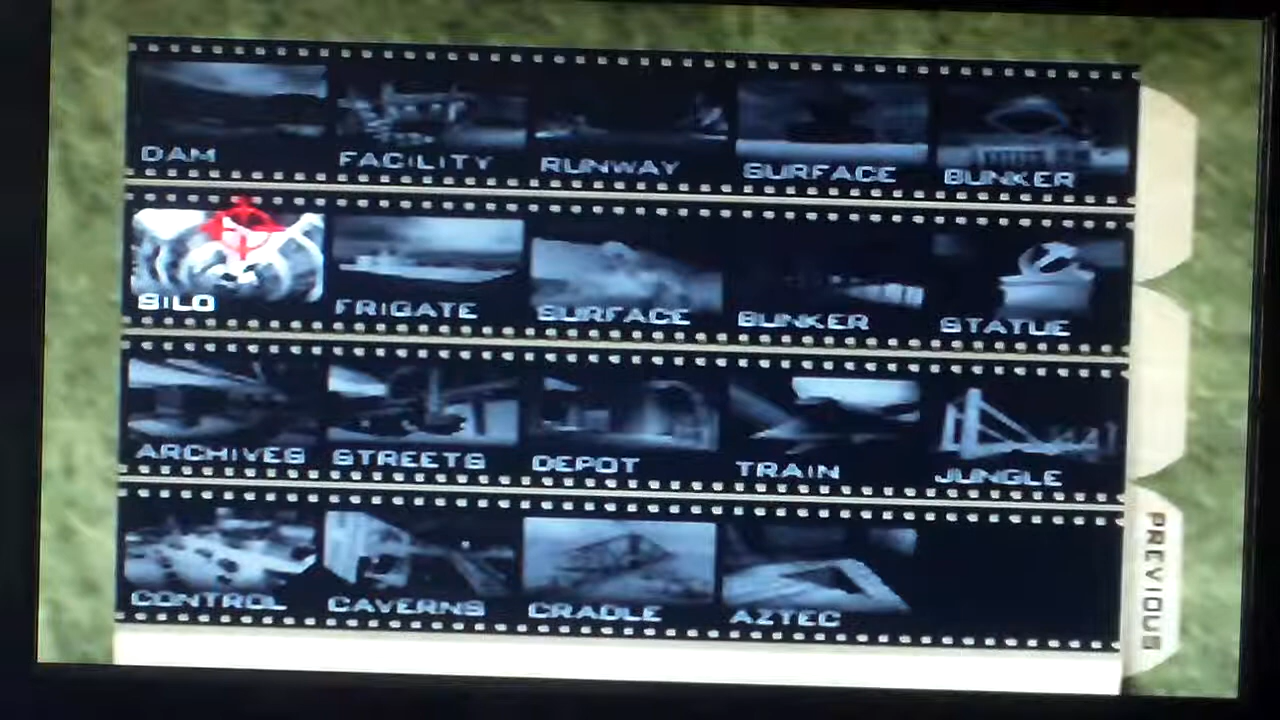 DAM FACILITY RUNWAY SURFACE BUNKER
SILO FRIGATE SURFACE BUNKER STATUE
ARCHIVES STREETS DEPOT TRAIN JUNGLE
CONTROL CAVERNS CRADLE AZTEC
PREVIOUS